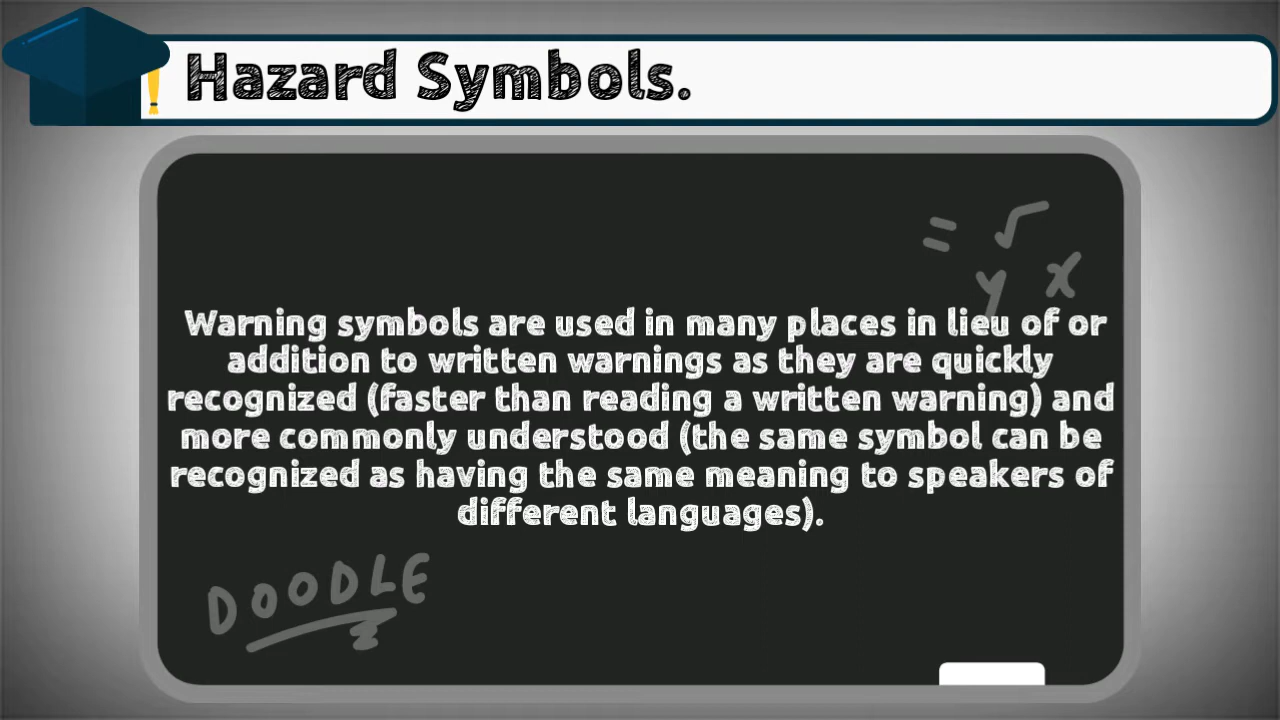 Hazard Symbols.
= √
y x
Warning symbols are used in many places in lieu of or
addition to written warnings as they are quickly
recognized (faster than reading a written warning) and
more commonly understood (the same symbol can be
recognized as having the same meaning to speakers of
different languages).
DOODLE